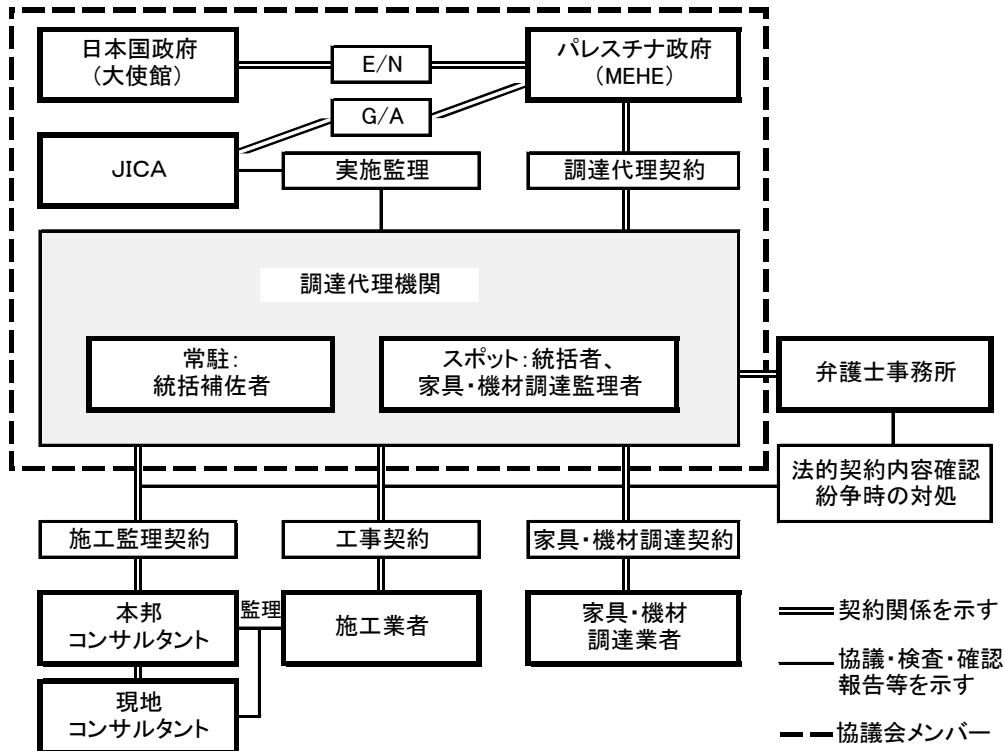 日本国政府
（大使館）
E/N
パレスチナ政府
（MEHE）
G/A
JICA
実施監理
調達代理契約
調達代理機関
常駐：
統括補佐者
スポット：統括者、
家具・機材調達監理者
弁護士事務所
法的契約内容確認
紛争時の対処
施工監理契約
工事契約
家具・機材調達契約
本邦
コンサルタント
監理
施工業者
家具・機材
調達業者
現地
コンサルタント
契約関係を示す
協議・検査・確認
報告等を示す
協議会メンバー